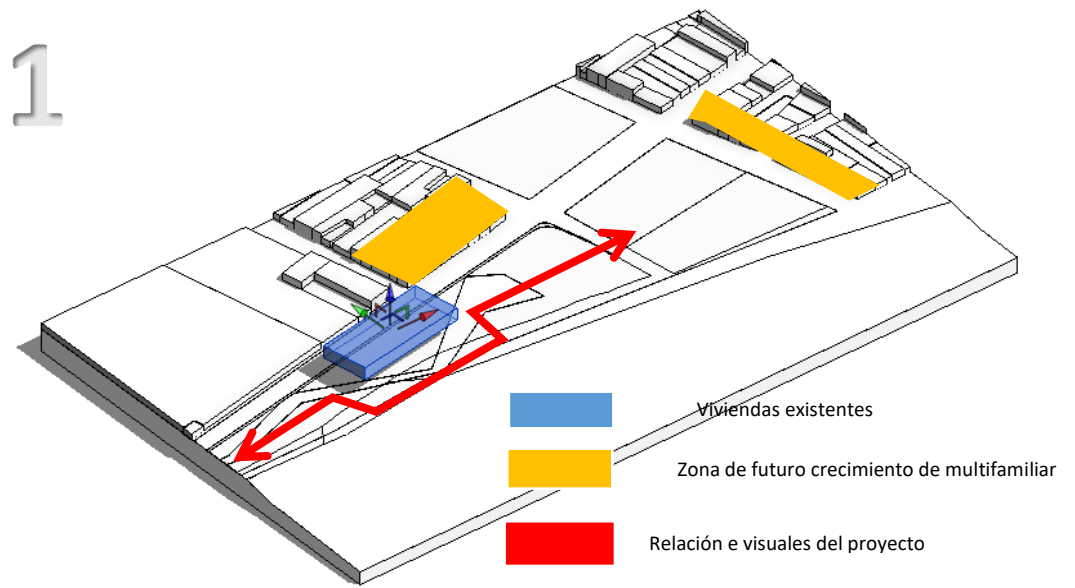 1
Viviendas existentes
Zona de futuro crecimiento de multifamiliar
Relación e visuales del proyecto